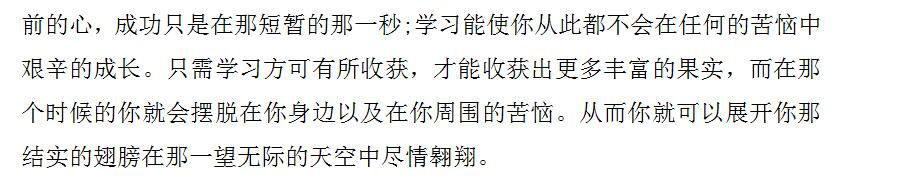 前的心，成功只是在那短暂的那一秒;学习能使你从此都不会在任何的苦恼中
艰辛的成长。只需学习方可有所收获，才能收获出更多丰富的果实，而在那
个时候的你就会摆脱在你身边以及在你周围的苦恼。从而你就可以展开你那
结实的翅膀在那一望无际的天空中尽情翱翔。